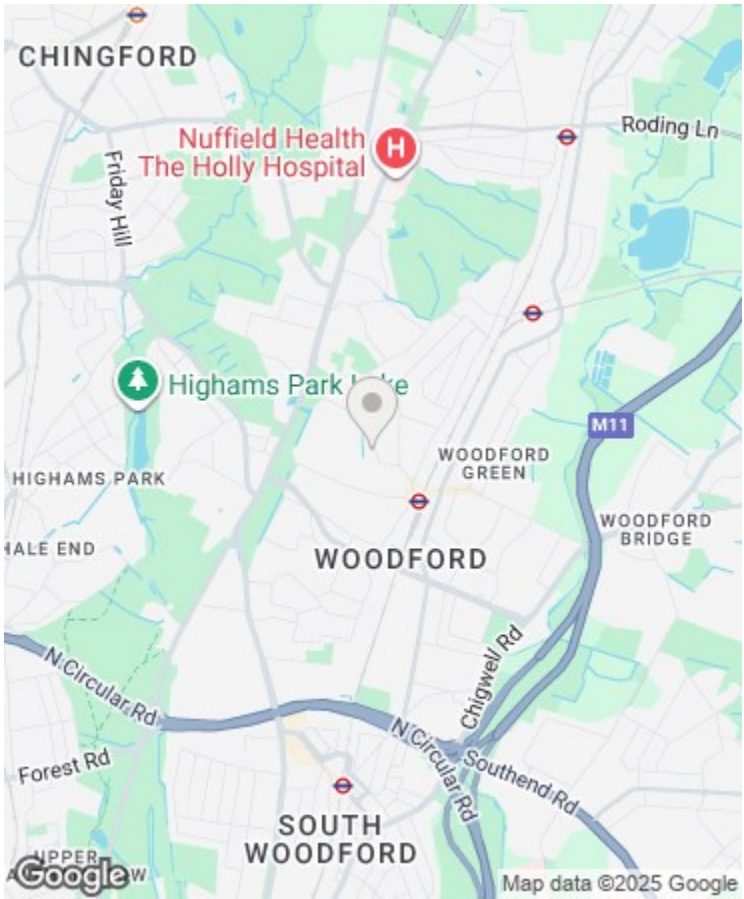 CHINGFORD
Nuffield Health
The Holly Hospital
H
Roding Ln
Friday Hill
Highams Park
M11
WOODFORD
GREEN
HIGHAMS PARK
WOODFORD
BRIDGE
HALE END
WOODFORD
Chigwell Rd
N Circular Rd
N Circular Rd
Southend Rd
Forest Rd
SOUTH
WOODFORD
UPPER
Google
Map data ©2025 Google